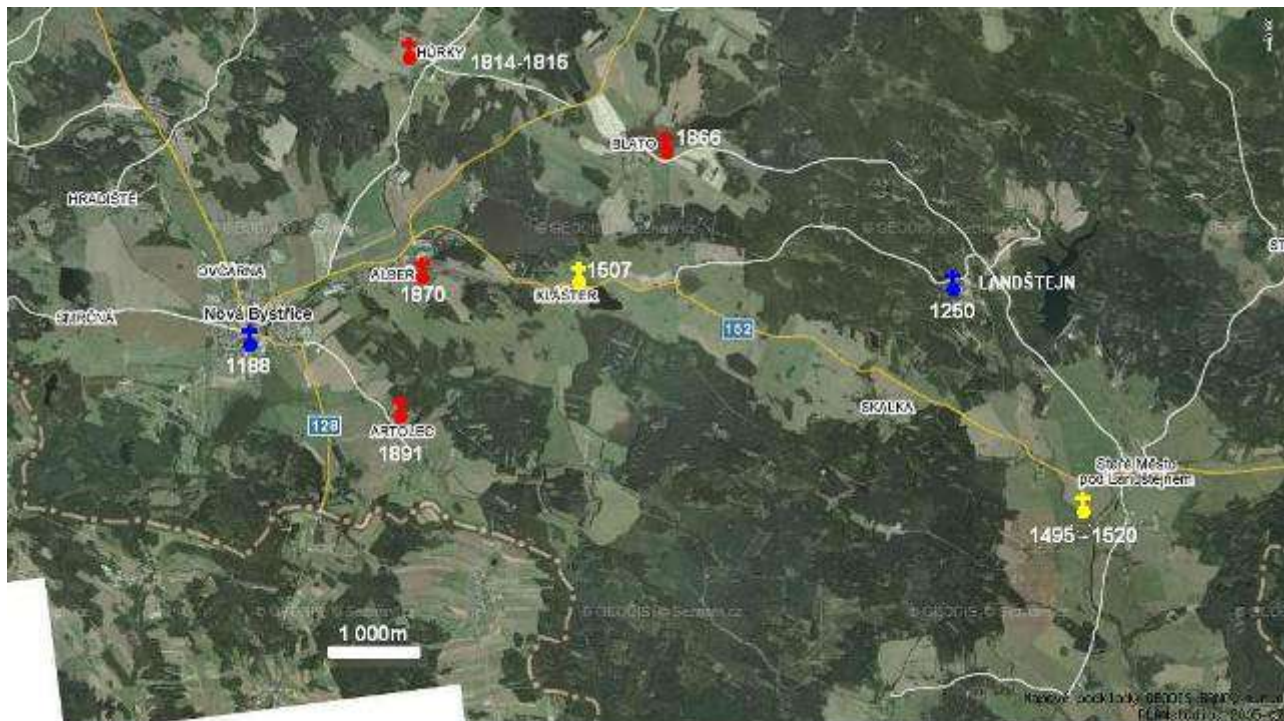 HŮRKY
1814-1816
BLATO
1866
HRADIŠTĚ
OVČÁRNA
ALBEŘ
1870
1507
KLÁŠTER
LANDŠTEJN
1250
SMRČNÁ
Nová Bystřice
1188
152
128
ARTOLEC
1891
SKALKA
Staré Město
pod Landštejnem
1495 - 1520
1 000m